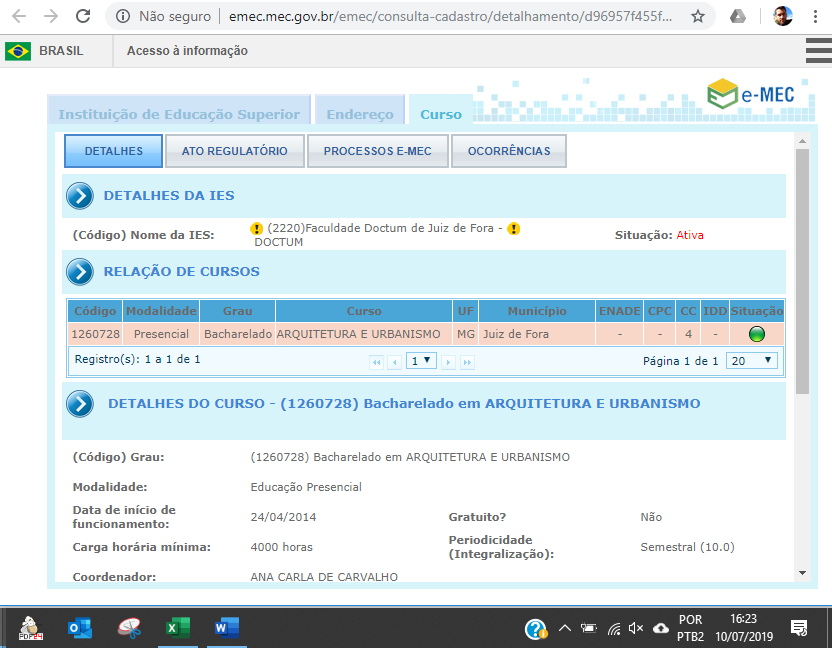 Não seguro | emec.mec.gov.br/emec/consulta-cadastro/detalhamento/d96957f455f...
BRASIL Acesso à informação
e-MEC
Instituição de Educação Superior Endereço Curso
DETALHES ATO REGULATÓRIO PROCESSOS E-MEC OCORRÊNCIAS
DETALHES DA IES
(Código) Nome da IES: (2220)Faculdade Doctum de Juiz de Fora - DOCTUM Situação: Ativa
RELAÇÃO DE CURSOS
Código Modalidade Grau Curso UF Município ENADE CPC CC IDD Situação
1260728 Presencial Bacharelado ARQUITETURA E URBANISMO MG Juiz de Fora - - 4 -
Registro(s): 1 a 1 de 1 1 Página 1 de 1 20
DETALHES DO CURSO - (1260728) Bacharelado em ARQUITETURA E URBANISMO
(Código) Grau: (1260728) Bacharelado em ARQUITETURA E URBANISMO
Modalidade: Educação Presencial
Data de início de funcionamento: 24/04/2014 Gratuito? Não
Carga horária mínima: 4000 horas Periodicidade (Integralização): Semestral (10.0)
Coordenador: ANA CARLA DE CARVALHO
PDF24 POR 16:23
PTB2 10/07/2019